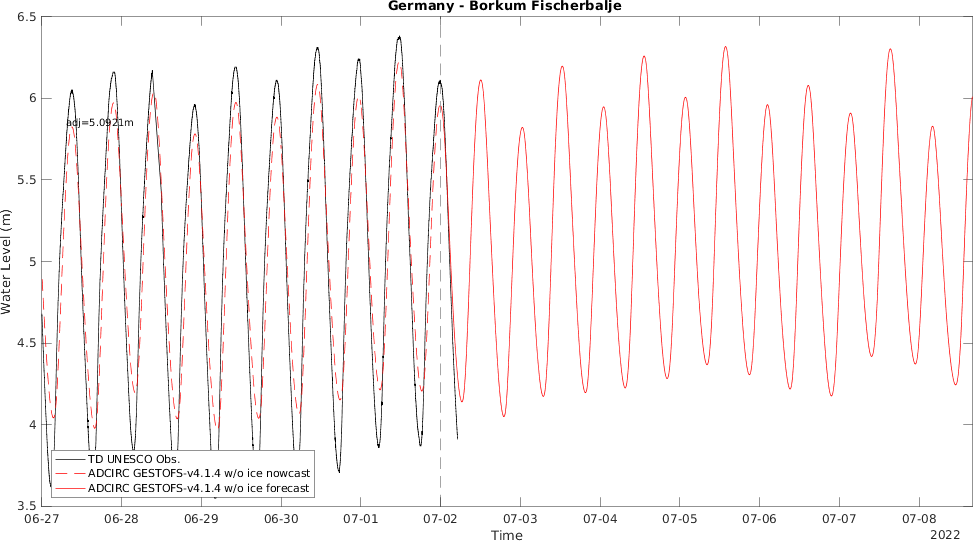 Germany - Borkum Fischerbalje
6.5
6
5.5
5
4.5
4
3.5
Water Level (m)
adj=5.0921m
TD UNESCO Obs.
ADCIRC GESTOFS-v4.1.4 w/o ice nowcast
ADCIRC GESTOFS-v4.1.4 w/o ice forecast
06-27 06-28 06-29 06-30 07-01 07-02 07-03 07-04 07-05 07-06 07-07 07-08
Time
2022